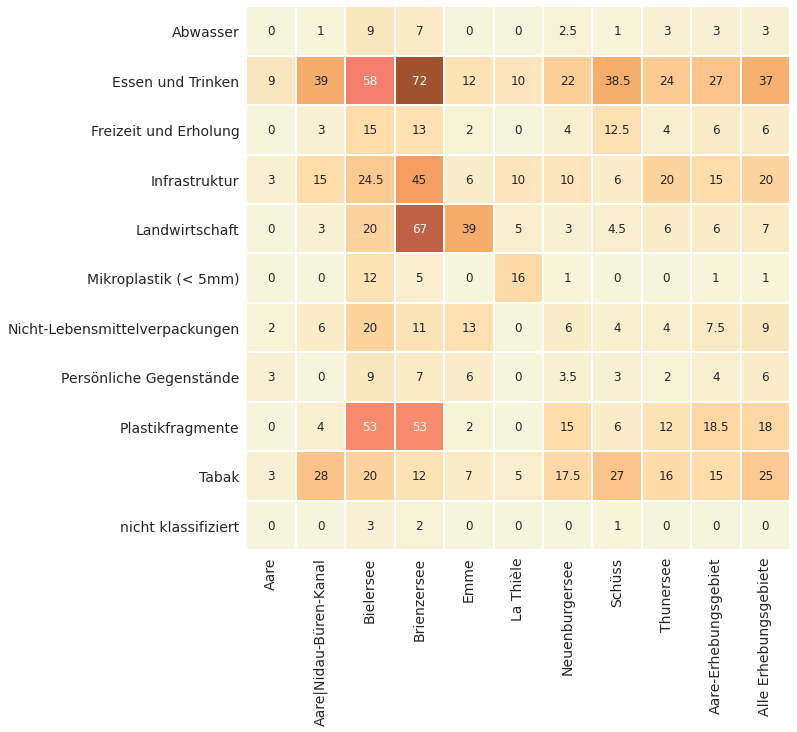 Abwasser 0 1 9 7 0 0 2.5 1 3 3 3
Essen und Trinken 9 39 58 72 12 10 22 38.5 24 27 37
Freizeit und Erholung 0 3 15 13 2 0 4 12.5 4 6 6
Infrastruktur 3 15 24.5 45 6 10 10 6 20 15 20
Landwirtschaft 0 3 20 67 39 5 3 4.5 6 6 7
Mikroplastik (< 5mm) 0 0 12 5 0 16 1 0 0 1 1
Nicht-Lebensmittelverpackungen 2 6 20 11 13 0 6 4 4 7.5 9
Persönliche Gegenstände 3 0 9 7 6 0 3.5 3 2 4 6
Plastikfragmente 0 4 53 53 2 0 15 6 12 18.5 18
Tabak 3 28 20 12 7 5 17.5 27 16 15 25
nicht klassifiziert 0 0 3 2 0 0 0 1 0 0 0
Aare
Aare|Nidau-Büren-Kanal
Bielersee
Brienzersee
Emme
La Thièle
Neuenburgersee
Schüss
Thunersee
Aare-Erhebungsgebiet
Alle Erhebungsgebiete